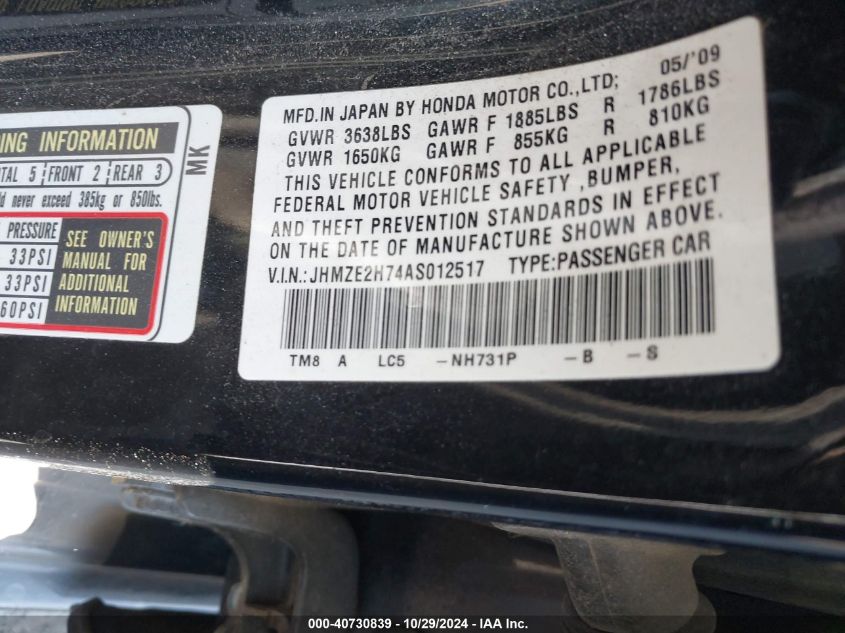 ING INFORMATION
OTAL 5 FRONT 2 REAR 3
never exceed 385kg or 850lbs.
PRESSURE
33PSI
33PSI
60PSI
SEE OWNER'S
MANUAL FOR
ADDITIONAL
INFORMATION
MK
MFD.IN JAPAN BY HONDA MOTOR CO.,LTD; 05/'09
GVWR 3638LBS GAWR F 1885LBS R 1786LBS
GVWR 1650KG GAWR F 855KG R 810KG
THIS VEHICLE CONFORMS TO ALL APPLICABLE
FEDERAL MOTOR VEHICLE SAFETY ,BUMPER,
AND THEFT PREVENTION STANDARDS IN EFFECT
ON THE DATE OF MANUFACTURE SHOWN ABOVE.
V.I.N.:JHMZE2H74AS012517 TYPE:PASSENGER CAR
TM8 A LC5 -NH731P -B -S
000-40730839 - 10/29/2024 - IAA Inc.